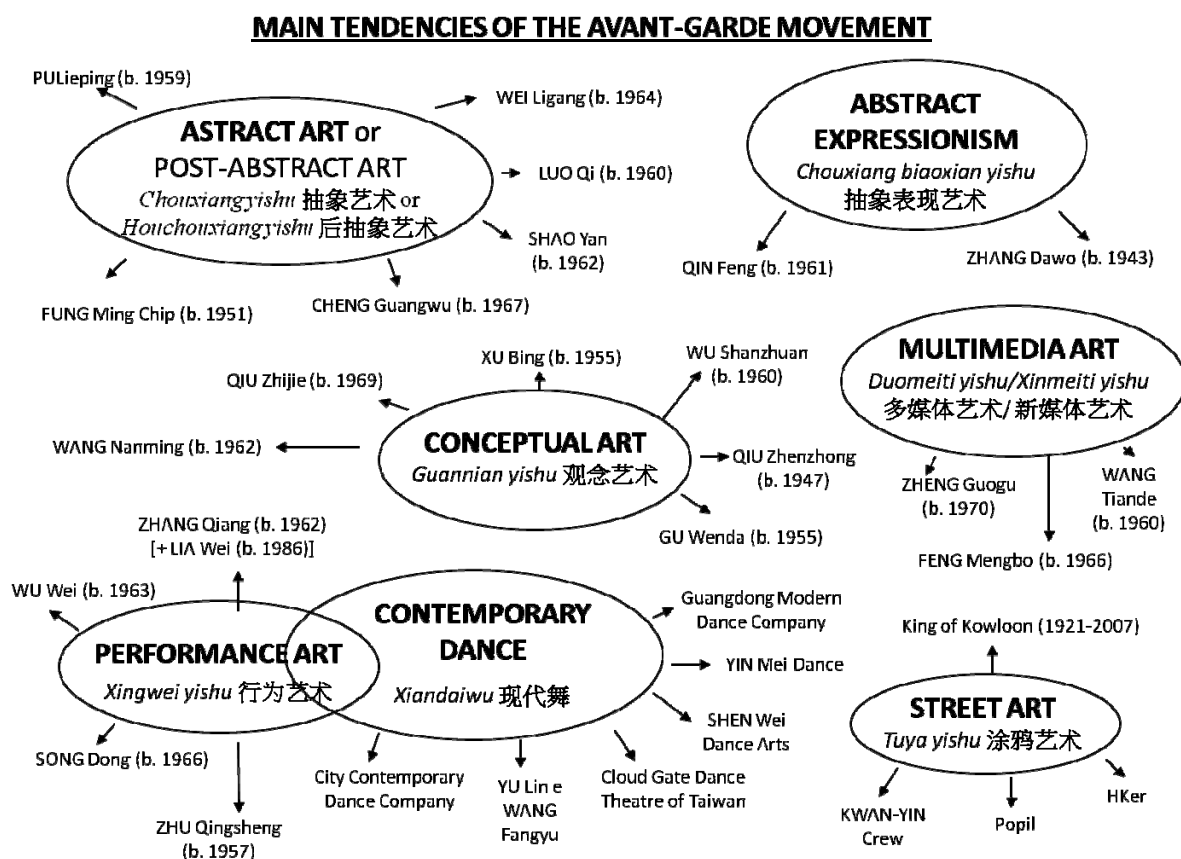 MAIN TENDENCIES OF THE AVANT-GARDE MOVEMENT
PULieping (b. 1959)
WEI Ligang (b. 1964)
ASTRACT ART or
POST-ABSTRACT ART
Chouxiangyishu 抽象艺术 or
Houchouxiangyishu 后抽象艺术
LUO Qi (b. 1960)
SHAO Yan
(b. 1962)
FUNG Ming Chip (b. 1951)
CHENG Guangwu (b. 1967)
ABSTRACT
EXPRESSIONISM
Chouxiang biaoxian yishu
抽象表现艺术
QIN Feng (b. 1961)
ZHANG Dawo (b. 1943)
XU Bing (b. 1955)
WU Shanzhuan
(b. 1960)
QIU Zhijie (b. 1969)
WANG Nanming (b. 1962)
CONCEPTUAL ART
Guannian yishu 观念艺术
QIU Zhenzhong
(b. 1947)
GU Wenda (b. 1955)
MULTIMEDIA ART
Duomeiti yishu/Xinmeiti yishu
多媒体艺术/ 新媒体艺术
ZHENG Guogu
(b. 1970)
WANG
Tiande
(b. 1960)
FENG Mengbo (b. 1966)
ZHANG Qiang (b. 1962)
[+ LIA Wei (b. 1986)]
WU Wei (b. 1963)
PERFORMANCE ART
Xingwei yishu 行为艺术
SONG Dong (b. 1966)
ZHU Qingsheng
(b. 1957)
CONTEMPORARY
DANCE
Xiandaiwu 现代舞
Guangdong Modern
Dance Company
YIN Mei Dance
SHEN Wei
Dance Arts
City Contemporary
Dance Company
YU Lin e
WANG
Fangyu
Cloud Gate Dance
Theatre of Taiwan
King of Kowloon (1921-2007)
STREET ART
Tuya yishu 涂鸦艺术
KWAN-YIN
Crew
Popil
HKer